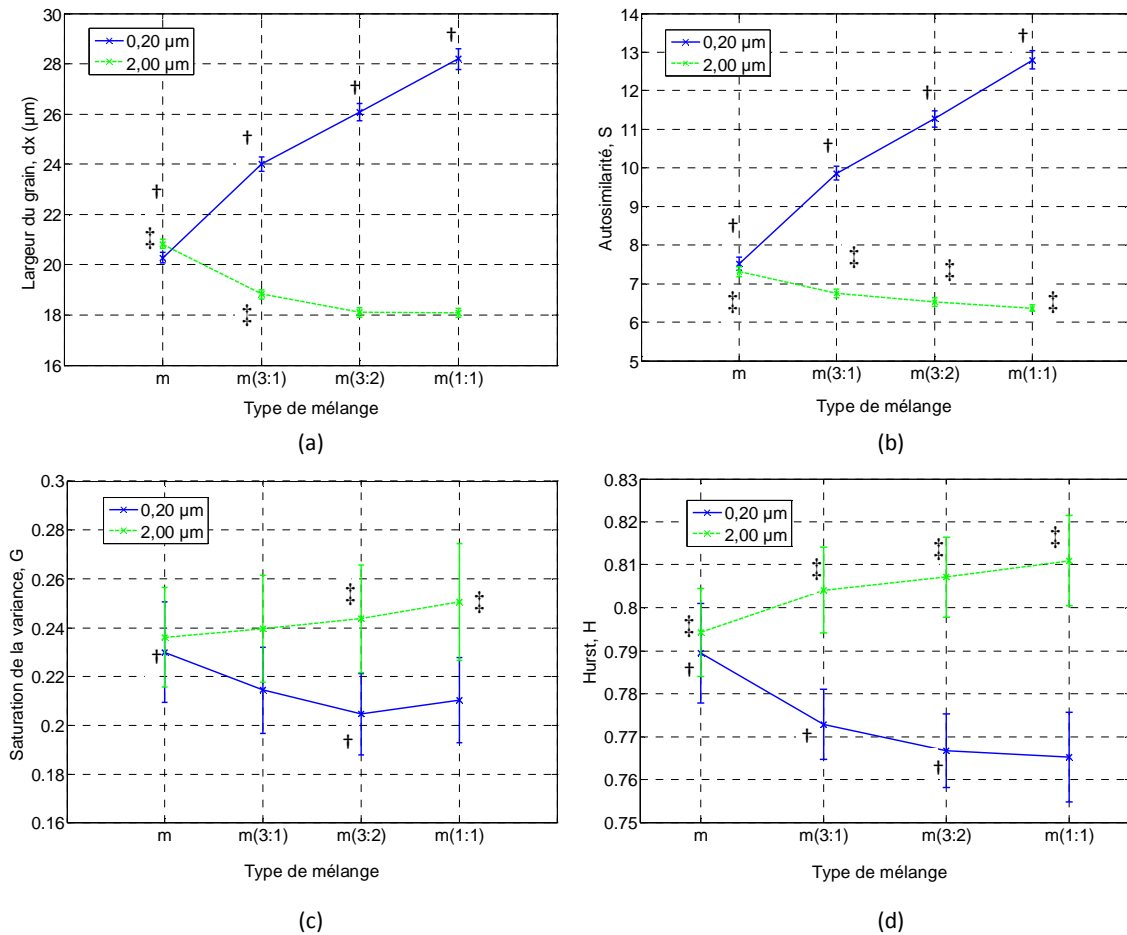 30
28
26
24
22
20
18
16
Largeur du grain, dx (µm)
0,20 µm
2,00 µm
†
†
†
†
‡
‡
‡
‡
m
m(3:1)
m(3:2)
m(1:1)
Type de mélange
(a)
14
13
12
11
10
9
8
7
6
5
Autosimilarité, S
0,20 µm
2,00 µm
†
†
†
†
‡
‡
‡
‡
‡
‡
‡
‡
m
m(3:1)
m(3:2)
m(1:1)
Type de mélange
(b)
0.3
0.28
0.26
0.24
0.22
0.2
0.18
0.16
Saturation de la variance, G
0,20 µm
2,00 µm
‡
‡
‡
‡
†
†
m
m(3:1)
m(3:2)
m(1:1)
Type de mélange
(c)
0.83
0.82
0.81
0.8
0.79
0.78
0.77
0.76
0.75
Hurst, H
0,20 µm
2,00 µm
‡
‡
‡
‡
‡
‡
‡
‡
†
†
†
m
m(3:1)
m(3:2)
m(1:1)
Type de mélange
(d)